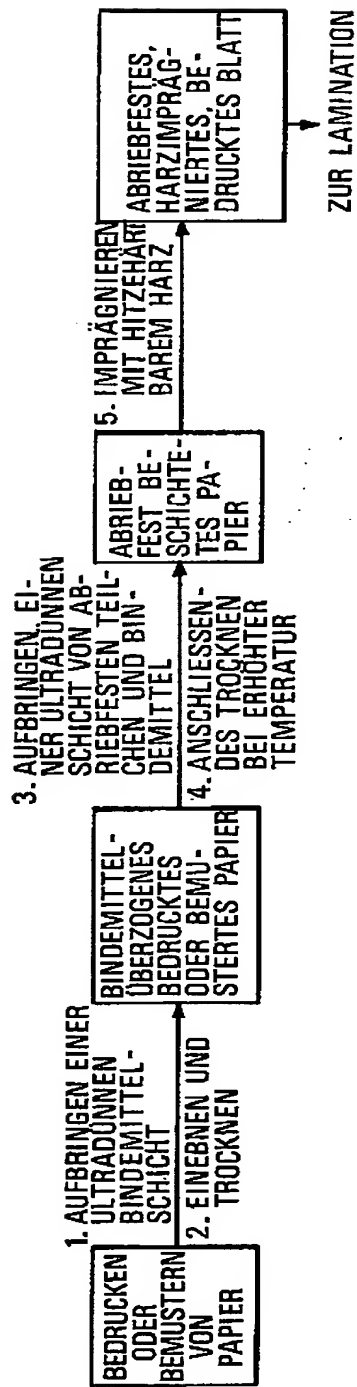 BEDRUCKEN
ODER
BEMUSTERN
VON
PAPIER
1. AUFBRINGEN EINER
ULTRADÜNNEN
BINDEMITTEL-
SCHICHT
2. EINEBNEN UND
TROCKNEN
BINDEMITTEL-
ÜBERZOGENES
BEDRUCKTES
ODER BEMU-
STERTES PAPIER
3. AUFBRINGEN EI-
NER ULTRADÜNNEN
SCHICHT VON AB-
RIEBFESTEN TEIL-
CHEN UND BIN-
DEMITTEL
4. ANSCHLIESSEN-
DES TROCKNEN
BEI ERHÖHTER
TEMPERATUR
ABRIEB-
FEST BE-
SCHICHTE-
TES PA-
PIER
5. IMPRÄGNIEREN
MIT HITZEHÄRT
BAREM HARZ
ABRIEBFESTES,
HARZIMPRÄG-
NIERTES, BE-
DRUCKTES BLATT
ZUR LAMINATION